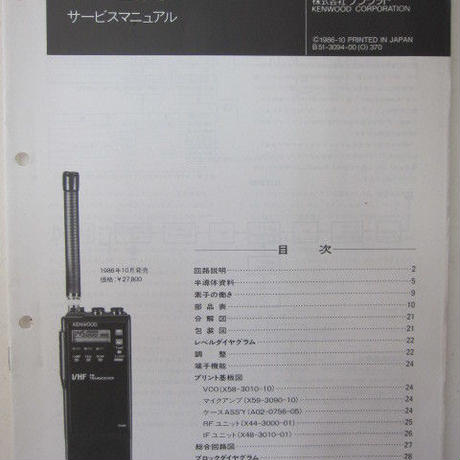 サービスマニュアル
株式会社 ケンウッド
KENWOOD CORPORATION
©1986-10 PRINTED IN JAPAN
B51-3094-00(O)370
目 次
1986年10月発売
価格:¥27,800
KENWOOD
回路説明 2
半導体資料 5
素子の働き 9
部品表 10
分解図 21
包装図 21
レベルダイヤグラム 22
調整 22
端子機能 24
プリント基板図
VCO(X58-3010-10) 24
マイクアンプ(X59-3090-10) 24
ケースASS'Y(A02-0756-05) 24
RFユニット(X44-3000-01) 25
IFユニット(X48-3010-01) 26
総合回路図 27
ブロックダイヤグラム 28